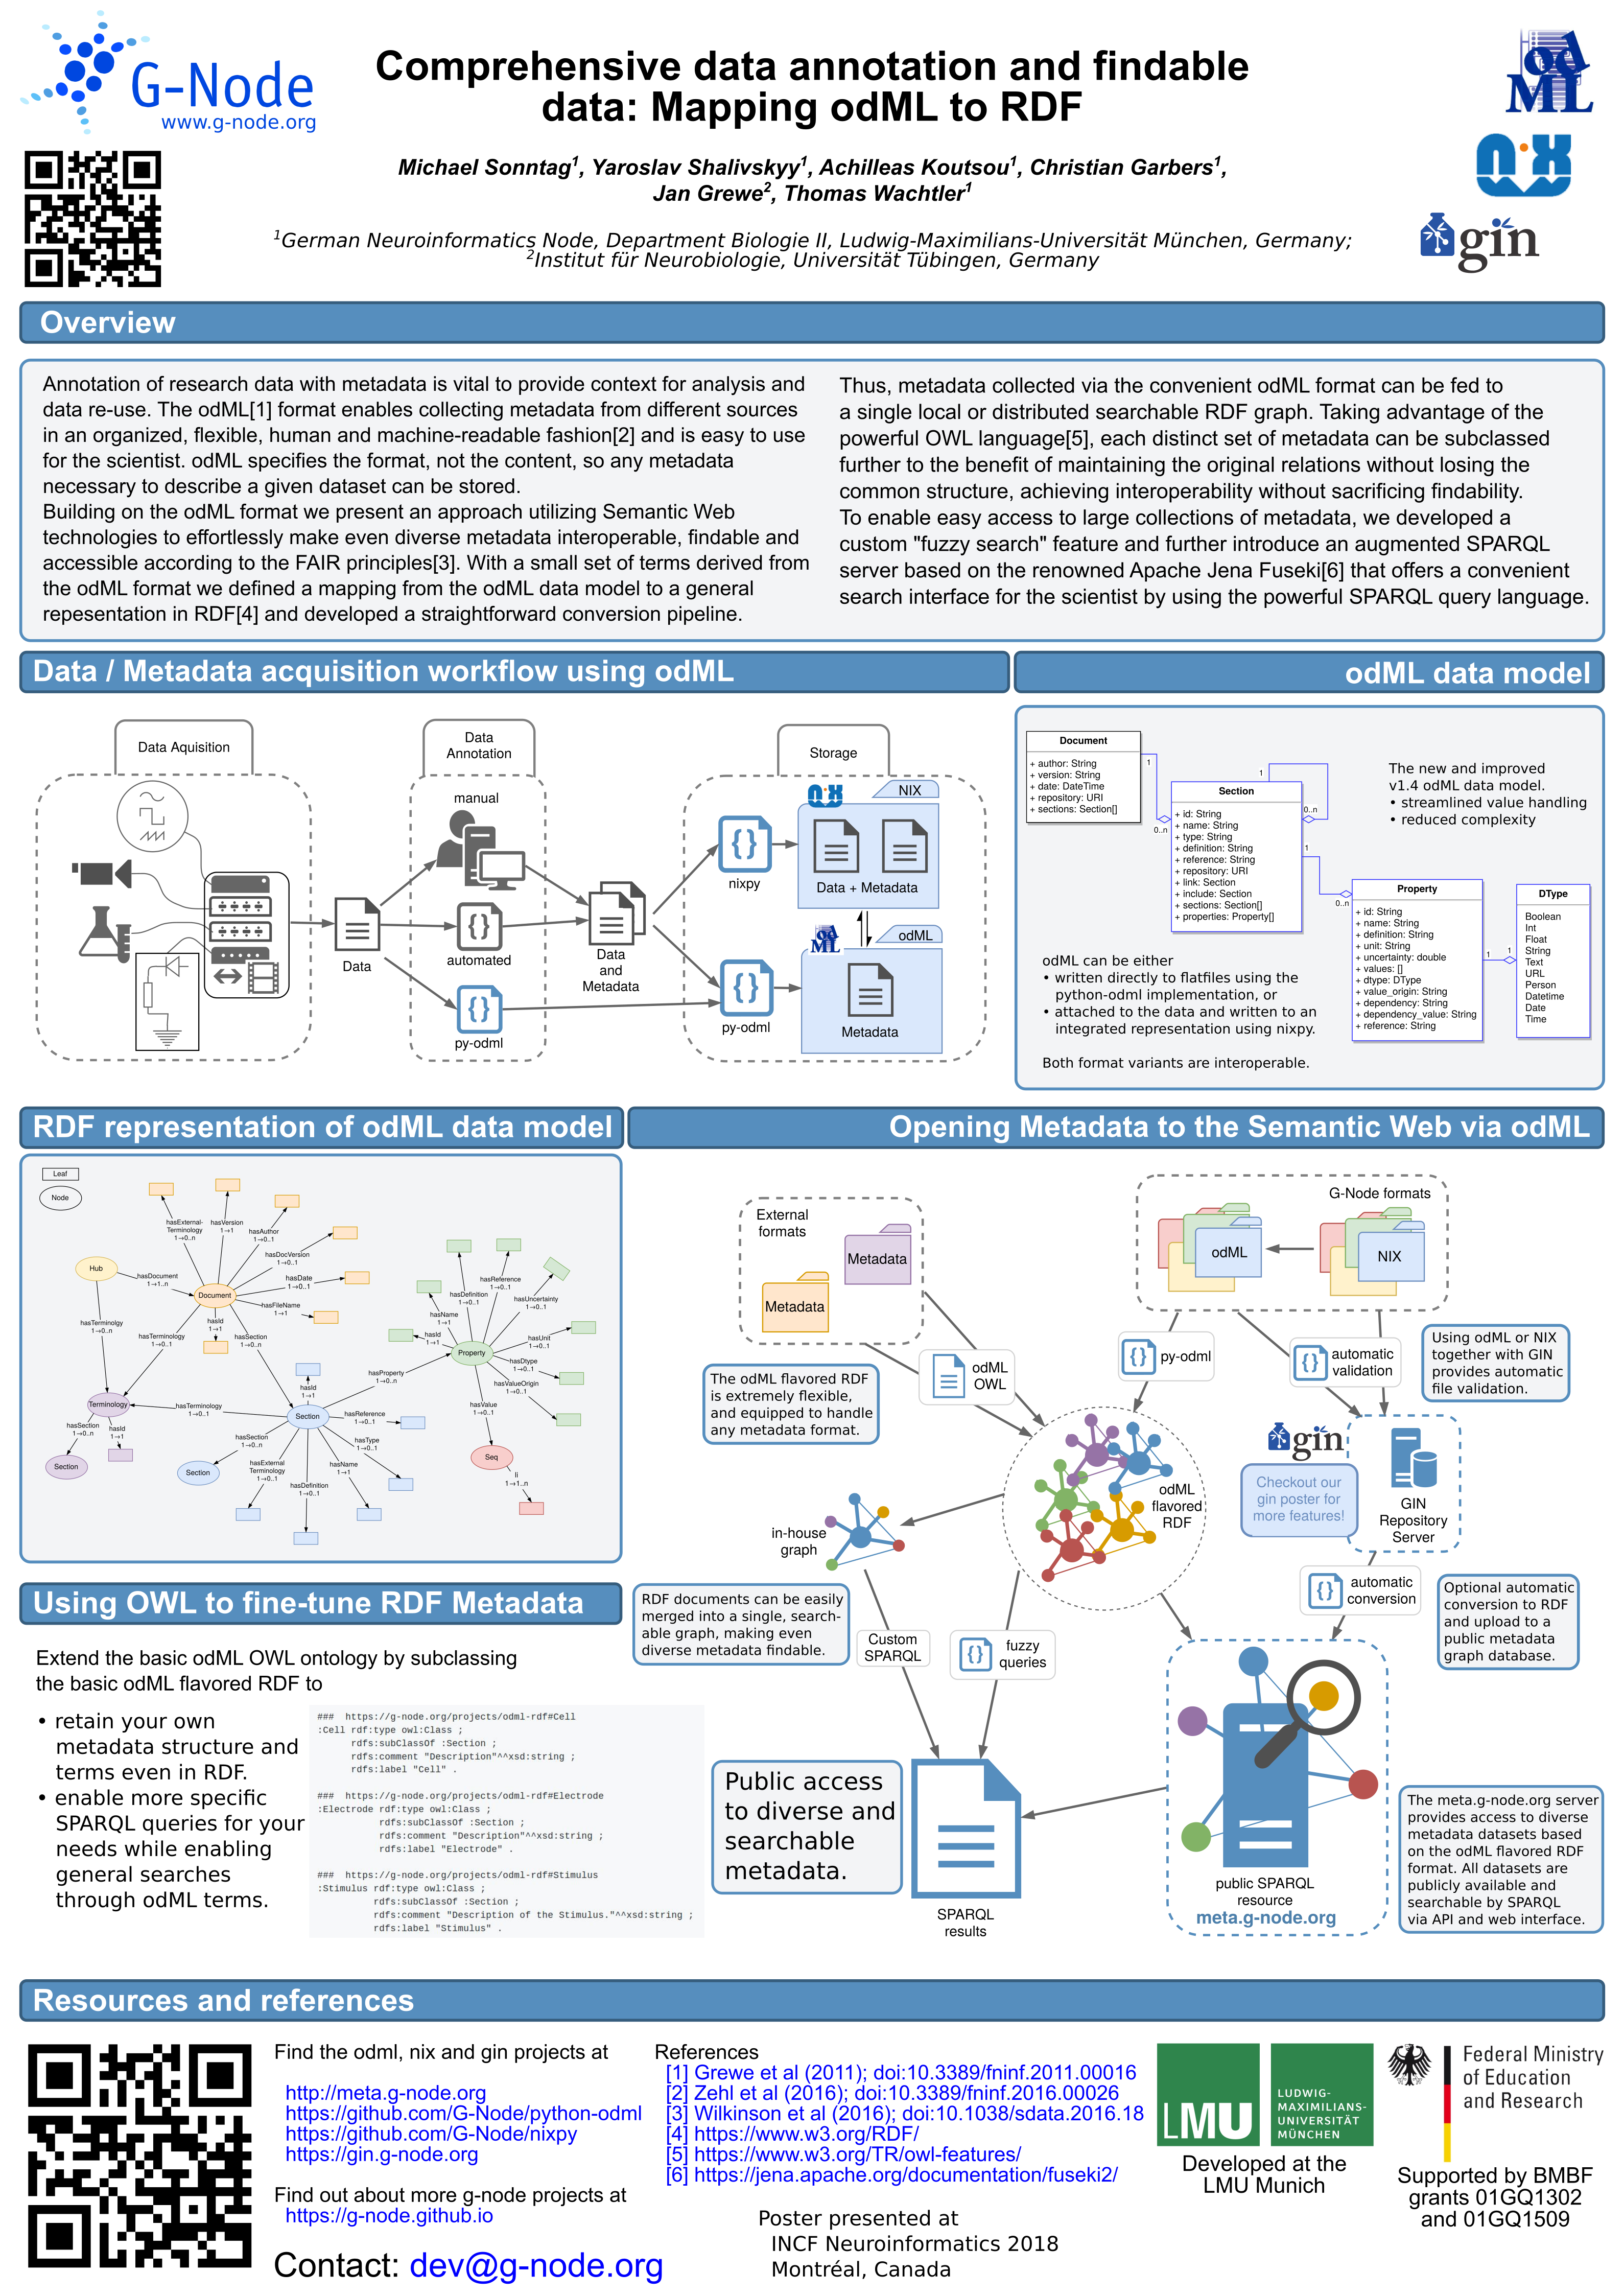 G-Node
www.g-node.org
Comprehensive data annotation and findable
data: Mapping odML to RDF
Michael Sonntag1, Yaroslav Shalivskyy1, Achilleas Koutsou1, Christian Garbers1,
Jan Grewe2, Thomas Wachtler1
1German Neuroinformatics Node, Department Biologie II, Ludwig-Maximilians-Universität München, Germany;
2Institut für Neurobiologie, Universität Tübingen, Germany
odML
nix
gin
Overview
Annotation of research data with metadata is vital to provide context for analysis and
data re-use. The odML[1] format enables collecting metadata from different sources
in an organized, flexible, human and machine-readable fashion[2] and is easy to use
for the scientist. odML specifies the format, not the content, so any metadata
necessary to describe a given dataset can be stored.
Building on the odML format we present an approach utilizing Semantic Web
technologies to effortlessly make even diverse metadata interoperable, findable and
accessible according to the FAIR principles[3]. With a small set of terms derived from
the odML format we defined a mapping from the odML data model to a general
repesentation in RDF[4] and developed a straightforward conversion pipeline.
Thus, metadata collected via the convenient odML format can be fed to
a single local or distributed searchable RDF graph. Taking advantage of the
powerful OWL language[5], each distinct set of metadata can be subclassed
further to the benefit of maintaining the original relations without losing the
common structure, achieving interoperability without sacrificing findability.
To enable easy access to large collections of metadata, we developed a
custom "fuzzy search" feature and further introduce an augmented SPARQL
server based on the renowned Apache Jena Fuseki[6] that offers a convenient
search interface for the scientist by using the powerful SPARQL query language.
Data / Metadata acquisition workflow using odML
Data Aquisition
Data
Data
Annotation
manual
automated
py-odml
Data
and
Metadata
Storage
nixpy
py-odml
NIX
Data + Metadata
odML
odML
Metadata
odML data model
Document
+ author: String
+ version: String
+ date: DateTime
+ repository: URI
+ sections: Section[]
1
0..n
Section
+ id: String
+ name: String
+ type: String
+ definition: String
+ reference: String
+ repository: URI
+ link: Section
+ include: Section
+ sections: Section[]
+ properties: Property[]
1
0..n
1
0..n
Property
+ id: String
+ name: String
+ definition: String
+ unit: String
+ uncertainty: double
+ values: []
+ dtype: DType
+ value_origin: String
+ dependency: String
+ dependency_value: String
+ reference: String
1
1
DType
Boolean
Int
Float
String
Text
URL
Person
Datetime
Date
Time
The new and improved
v1.4 odML data model.
• streamlined value handling
• reduced complexity
odML can be either
• written directly to flatfiles using the
python-odml implementation, or
• attached to the data and written to an
integrated representation using nixpy.
Both format variants are interoperable.
RDF representation of odML data model
Leaf
Node
Hub
hasDocument
1→1..n
hasTerminolgy
1→0..n
Document
hasExternal-
Terminology
1→0..n
hasVersion
1→1
hasAuthor
1→0..1
hasDocVersion
1→0..1
hasDate
1→0..1
hasFileName
1→1
hasId
1→1
hasTerminology
1→0..1
hasSection
1→0..n
Terminology
hasSection
1→0..n
hasId
1→1
Section
hasTerminology
1→0..1
Section
hasId
1→1
hasReference
1→0..1
hasType
1→0..1
hasName
1→1
hasDefinition
1→0..1
hasExternal
Terminology
1→0..1
hasSection
1→0..n
Section
hasProperty
1→0..n
Property
hasId
1→1
hasName
1→1
hasDefinition
1→0..1
hasReference
1→0..1
hasUncertainty
1→0..1
hasUnit
1→0..1
hasDtype
1→0..1
hasValueOrigin
1→0..1
hasValue
1→0..1
Seq
li
1→1..n
Opening Metadata to the Semantic Web via odML
External
formats
Metadata
Metadata
G-Node formats
odML
NIX
odML
OWL
py-odml
automatic
validation
The odML flavored RDF
is extremely flexible,
and equipped to handle
any metadata format.
Using odML or NIX
together with GIN
provides automatic
file validation.
odML
flavored
RDF
gin
Checkout our
gin poster for
more features!
GIN
Repository
Server
in-house
graph
automatic
conversion
RDF documents can be easily
merged into a single, search-
able graph, making even
diverse metadata findable.
Custom
SPARQL
fuzzy
queries
Optional automatic
conversion to RDF
and upload to a
public metadata
graph database.
Public access
to diverse and
searchable
metadata.
SPARQL
results
public SPARQL
resource
meta.g-node.org
The meta.g-node.org server
provides access to diverse
metadata datasets based
on the odML flavored RDF
format. All datasets are
publicly available and
searchable by SPARQL
via API and web interface.
Using OWL to fine-tune RDF Metadata
Extend the basic odML OWL ontology by subclassing
the basic odML flavored RDF to
• retain your own
metadata structure and
terms even in RDF.
• enable more specific
SPARQL queries for your
needs while enabling
general searches
through odML terms.
### https://g-node.org/projects/odml-rdf#Cell
:Cell rdf:type owl:Class ;
rdfs:subClassOf :Section ;
rdfs:comment "Description"^^xsd:string ;
rdfs:label "Cell" .
### https://g-node.org/projects/odml-rdf#Electrode
:Electrode rdf:type owl:Class ;
rdfs:subClassOf :Section ;
rdfs:comment "Description"^^xsd:string ;
rdfs:label "Electrode" .
### https://g-node.org/projects/odml-rdf#Stimulus
:Stimulus rdf:type owl:Class ;
rdfs:subClassOf :Section ;
rdfs:comment "Description of the Stimulus."^^xsd:string ;
rdfs:label "Stimulus" .
Resources and references
Find the odml, nix and gin projects at
http://meta.g-node.org
https://github.com/G-Node/python-odml
https://github.com/G-Node/nixpy
https://gin.g-node.org
Find out about more g-node projects at
https://g-node.github.io
Contact: dev@g-node.org
References
[1] Grewe et al (2011); doi:10.3389/fninf.2011.00016
[2] Zehl et al (2016); doi:10.3389/fninf.2016.00026
[3] Wilkinson et al (2016); doi:10.1038/sdata.2016.18
[4] https://www.w3.org/RDF/
[5] https://www.w3.org/TR/owl-features/
[6] https://jena.apache.org/documentation/fuseki2/
Poster presented at
INCF Neuroinformatics 2018
Montréal, Canada
LMU
LUDWIG-
MAXIMILIANS-
UNIVERSITÄT
MÜNCHEN
Developed at the
LMU Munich
Federal Ministry
of Education
and Research
Supported by BMBF
grants 01GQ1302
and 01GQ1509